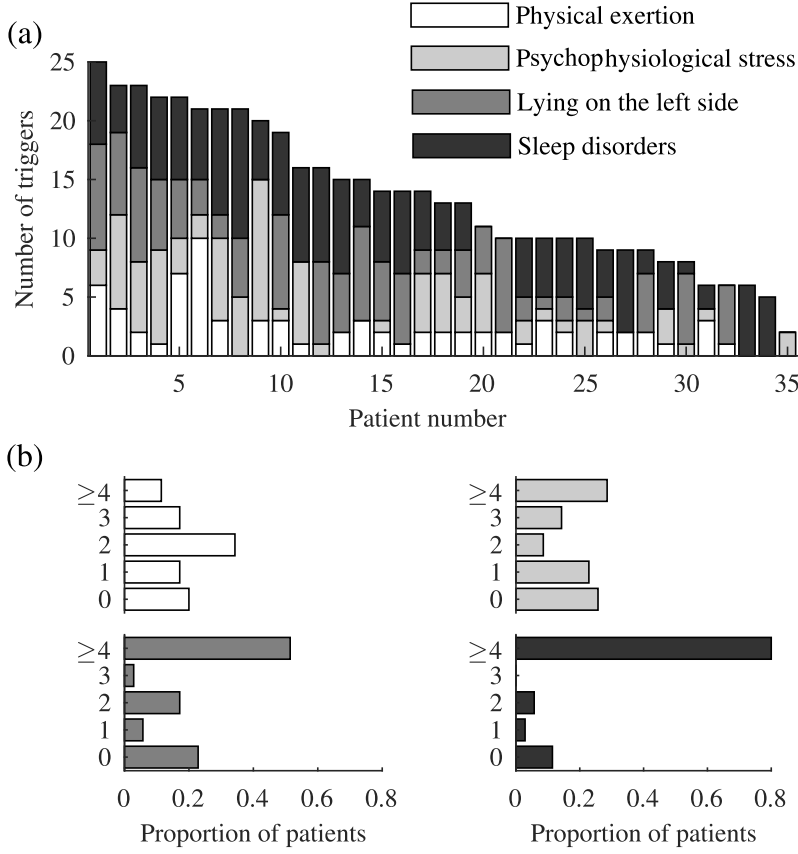 (a)
Physical exertion
Psychophysiological stress
Lying on the left side
Sleep disorders
Number of triggers
25
20
15
10
5
0
5 10 15 20 25 30 35
Patient number
(b)
≥4
3
2
1
0
≥4
3
2
1
0
≥4
3
2
1
0
≥4
3
2
1
0
0 0.2 0.4 0.6 0.8
0 0.2 0.4 0.6 0.8
Proportion of patients
Proportion of patients